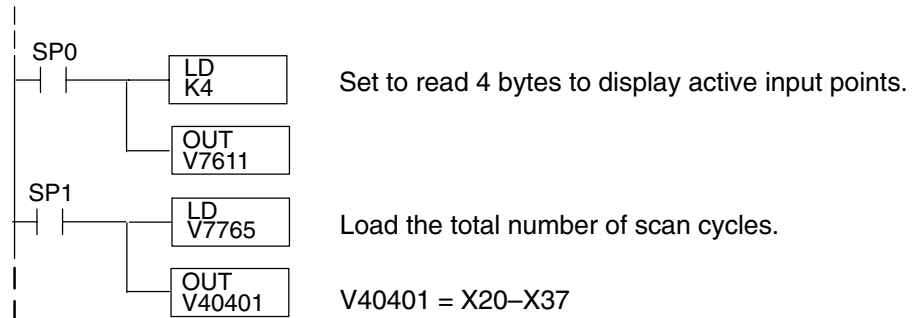 SP0
LD
K4
Set to read 4 bytes to display active input points.
OUT
V7611
SP1
LD
V7765
Load the total number of scan cycles.
OUT
V40401
V40401 = X20–X37